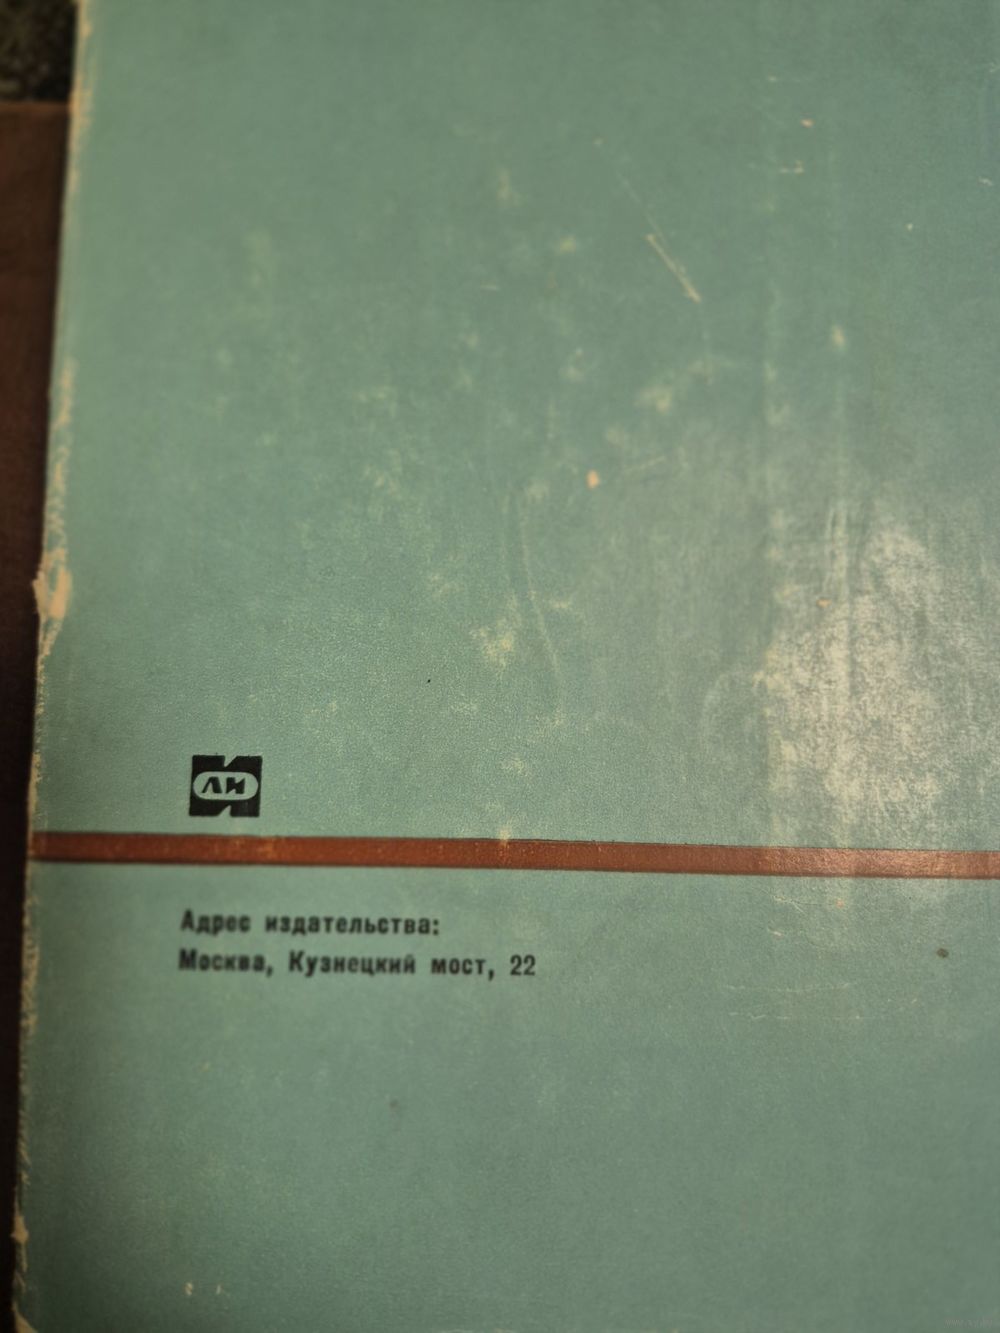 ЛИ
Адрес издательства:
Москва, Кузнецкий мост, 22